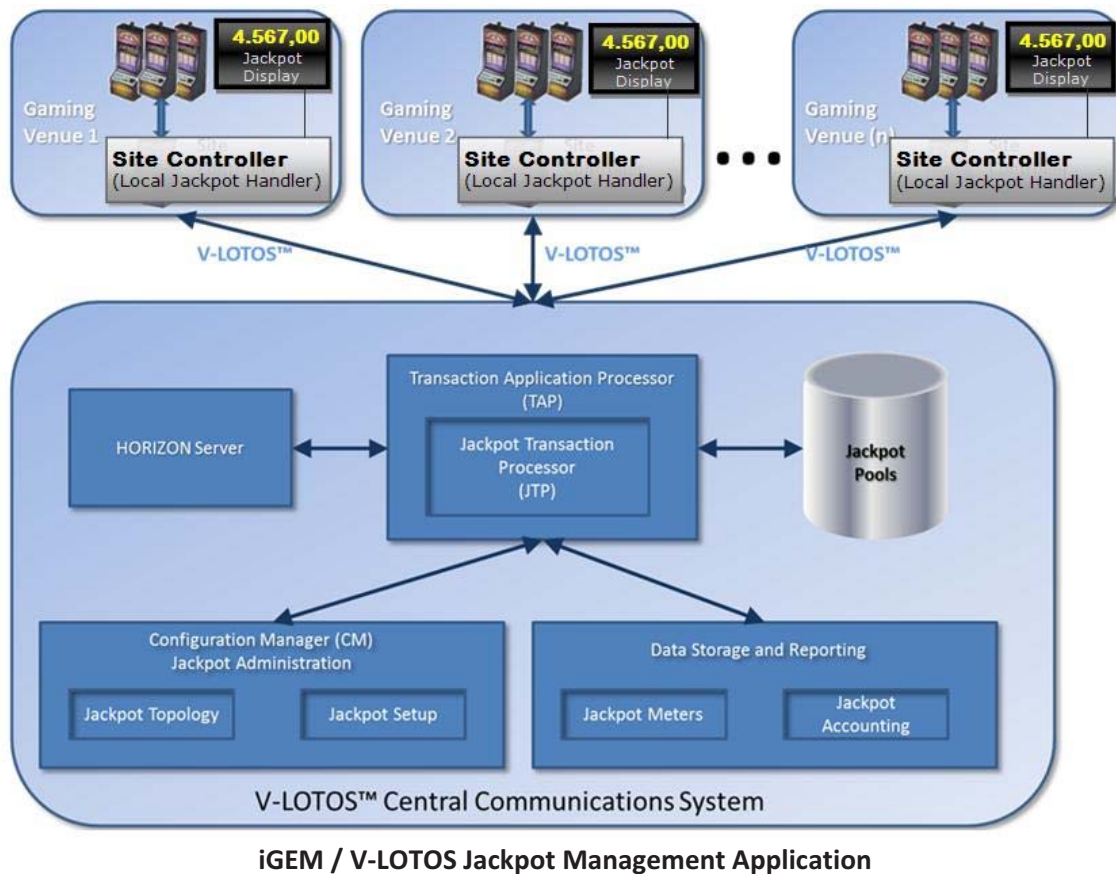 4.567,00
Jackpot
Display
Gaming
Venue 1
Site Controller
(Local Jackpot Handler)
4.567,00
Jackpot
Display
Gaming
Venue 2
Site Controller
(Local Jackpot Handler)
4.567,00
Jackpot
Display
Gaming
Venue (n)
Site Controller
(Local Jackpot Handler)
V-LOTOS™
V-LOTOS™
V-LOTOS™
HORIZON Server
Transaction Application Processor
(TAP)
Jackpot Transaction
Processor
(JTP)
Jackpot
Pools
Configuration Manager (CM)
Jackpot Administration
Jackpot Topology
Jackpot Setup
Data Storage and Reporting
Jackpot Meters
Jackpot
Accounting
V-LOTOS™ Central Communications System
iGEM / V-LOTOS Jackpot Management Application